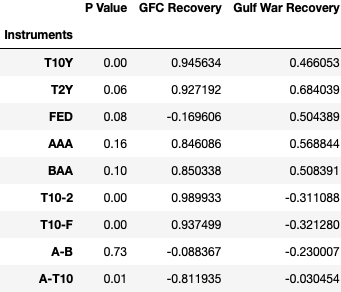 P Value GFC Recovery Gulf War Recovery
Instruments
T10Y 0.00 0.945634 0.466053
T2Y 0.06 0.927192 0.684039
FED 0.08 -0.169606 0.504389
AAA 0.16 0.846086 0.568844
BAA 0.10 0.850338 0.508391
T10-2 0.00 0.989933 -0.311088
T10-F 0.00 0.937499 -0.321280
A-B 0.73 -0.088367 -0.230007
A-T10 0.01 -0.811935 -0.030454